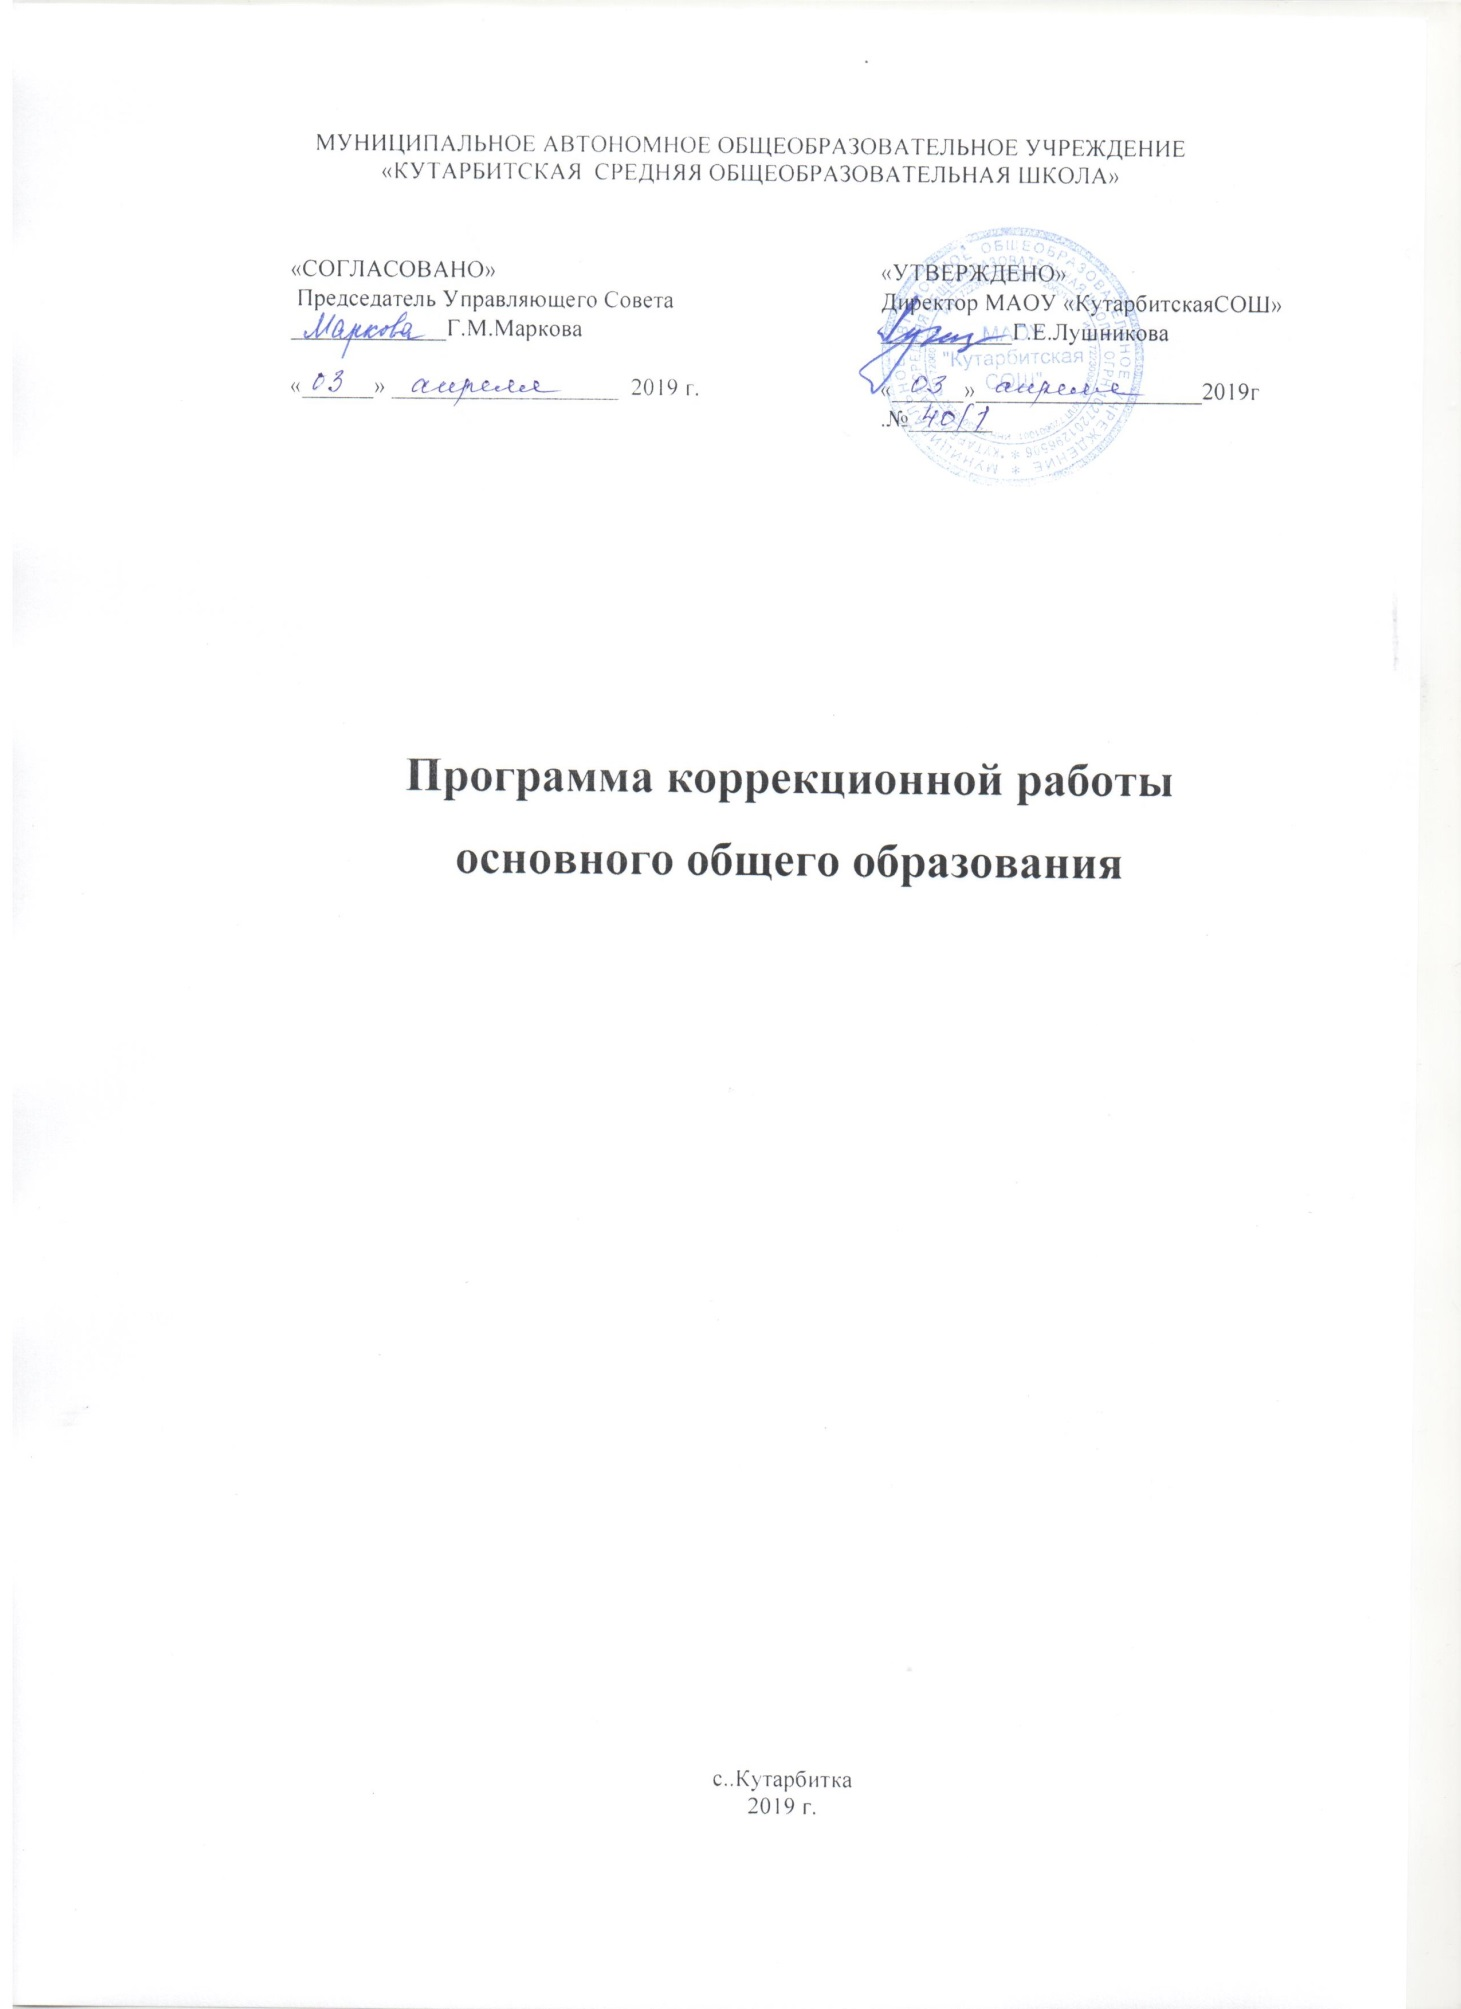 МУНИЦИПАЛЬНОЕ АВТОНОМНОЕ ОБЩЕОБРАЗОВАТЕЛЬНОЕ УЧРЕЖДЕНИЕ
«КУТАРБИТСКАЯ СРЕДНЯЯ ОБЩЕОБРАЗОВАТЕЛЬНАЯ ШКОЛА»
«СОГЛАСОВАНО»
Председатель Управляющего Совета
Маркова Г.М.Маркова
«03» апреля 2019 г.
«УТВЕРЖДЕНО»
Директор МАОУ «КутарбитскаяСОШ»
Г.Е.Лушникова
«03» апреля 2019г
.№ 40/1
МАОУ
"Кутарбитская
СОШ"
Программа коррекционной работы
основного общего образования
с..Кутарбитка
2019 г.